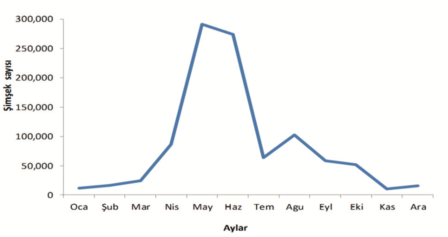 300,000
250,000
200,000
150,000
100,000
50,000
0
Şimşek sayısı
Oca Şub Mar Nis May Haz Tem Agu Eyl Eki Kas Ara
Aylar